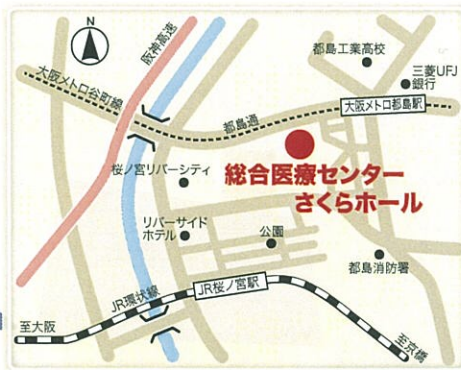 N
阪神高速
大阪メトロ谷町線
都島工業高校
三菱UFJ
銀行
大阪メトロ都島駅
都島通
総合医療センター
さくらホール
桜ノ宮リバーシティ
リバーサイド
ホテル
公園
都島消防署
JR環状線
JR桜ノ宮駅
至大阪
至京橋